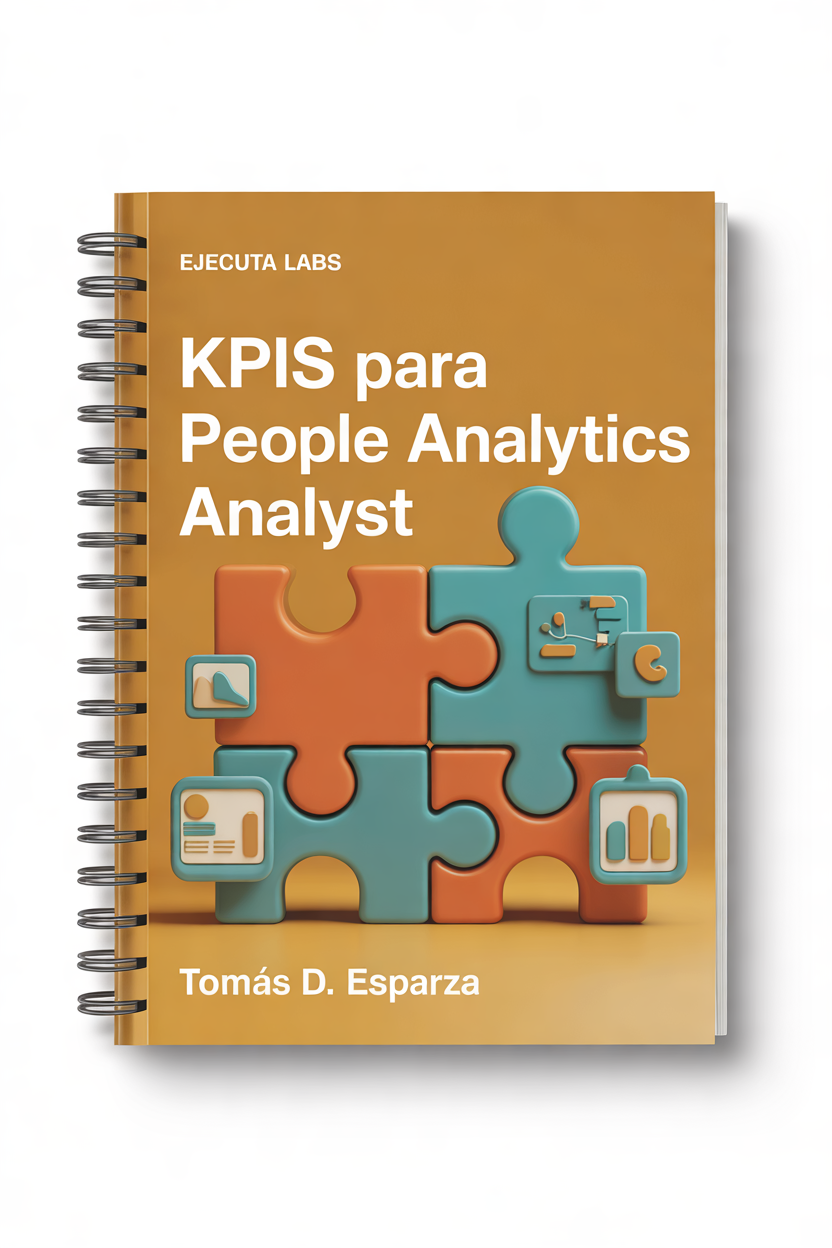 EJECUTA LABS
KPIS para
People Analytics
Analyst
Tomás D. Esparza